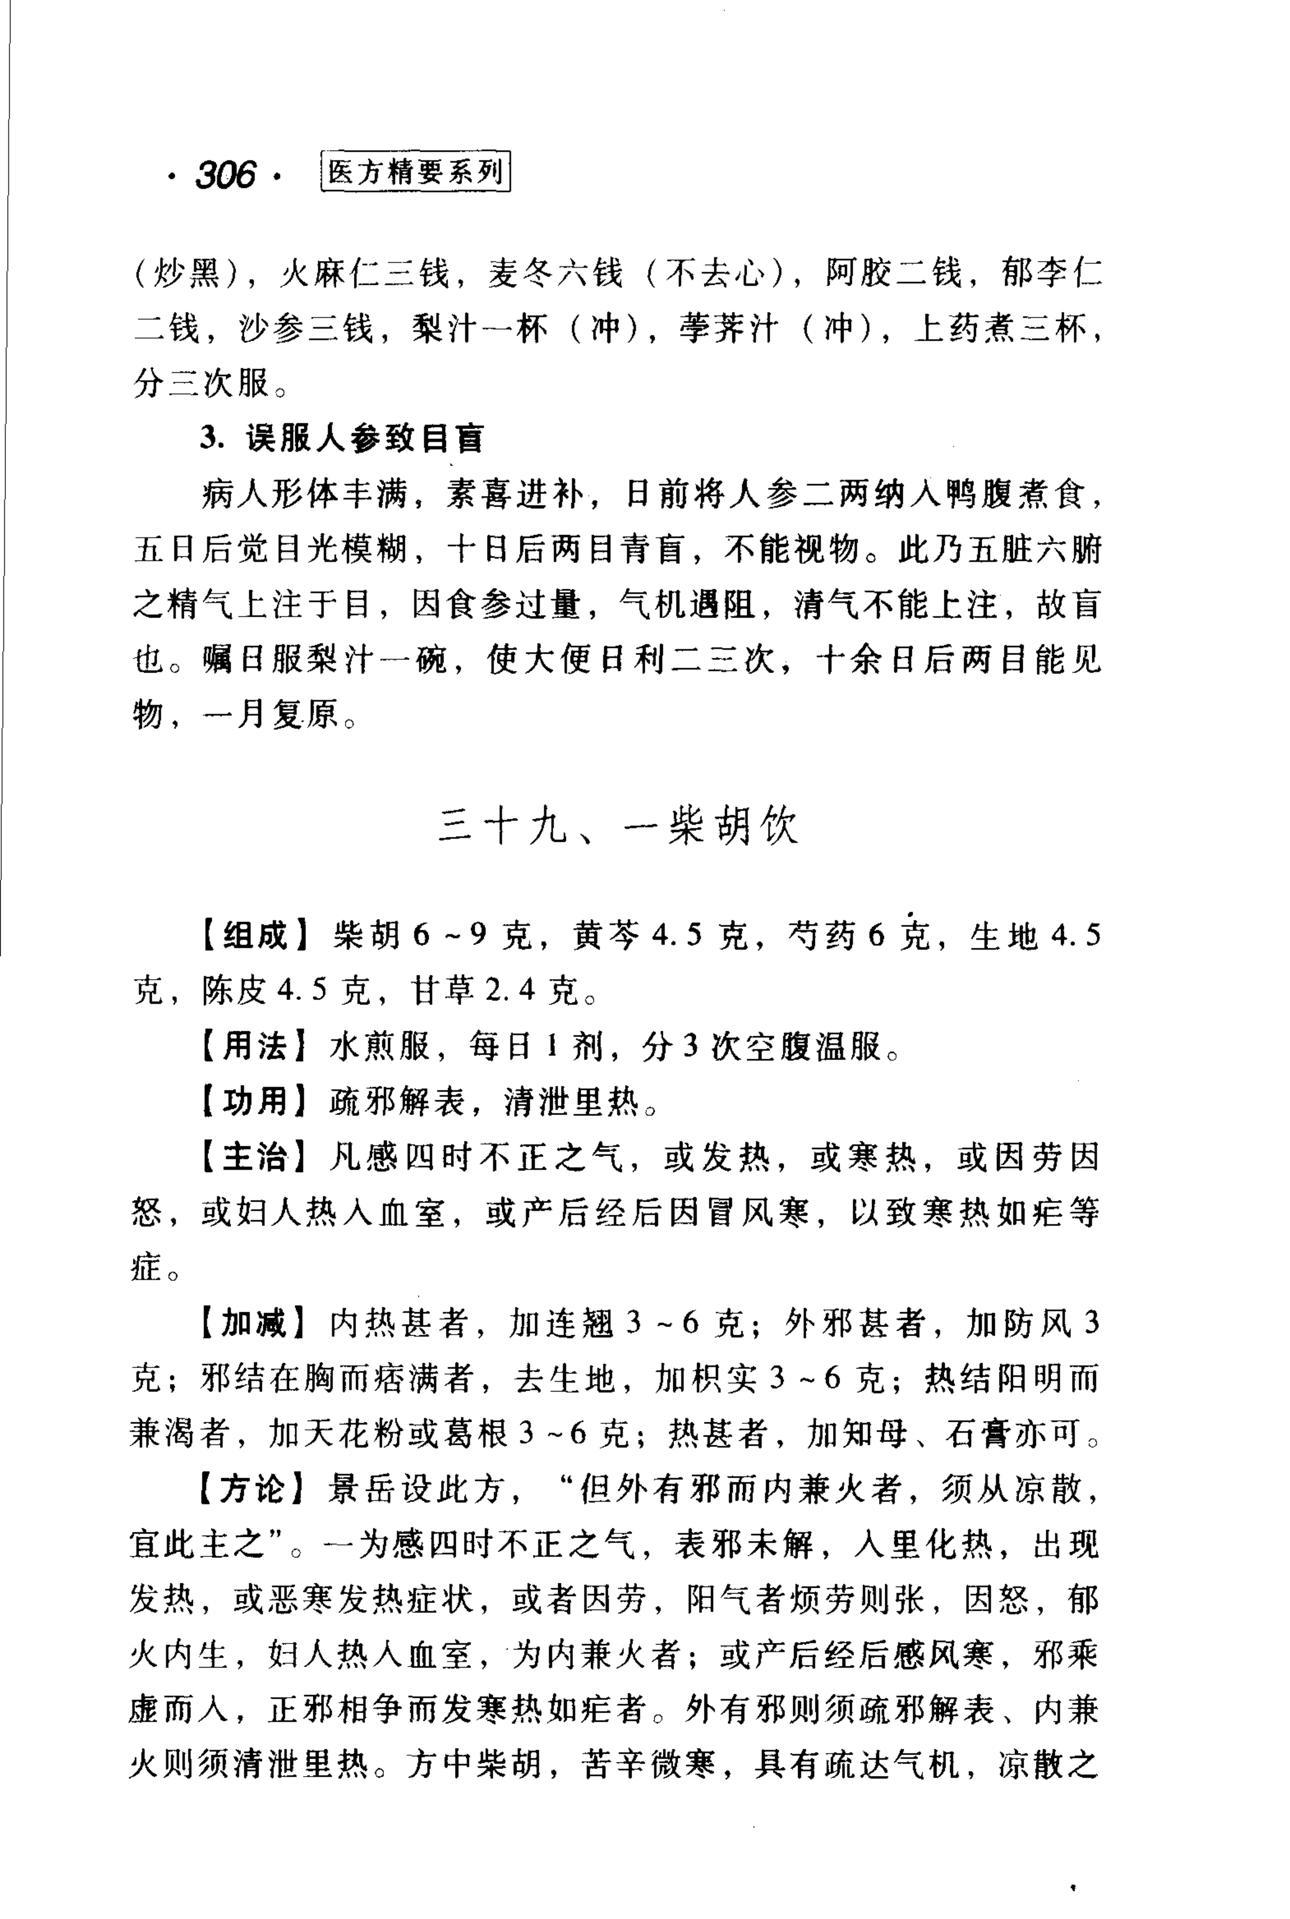 ·306· 医方精要系列
（炒黑），火麻仁三钱，麦冬六钱（不去心），阿胶二钱，郁李仁
二钱，沙参三钱，梨汁一杯（冲），荸荠汁（冲），上药煮三杯，
分三次服。
3. 误服人参致目盲
病人形体丰满，素喜进补，日前将人参二两纳入鸭腹煮食，
五日后觉目光模糊，十日后两目青盲，不能视物。此乃五脏六腑
之精气上注于目，因食参过量，气机遇阻，清气不能上注，故盲
也。嘱日服梨汁一碗，使大便日利二三次，十余日后两目能见
物，一月复原。
三十九、一柴胡饮
【组成】柴胡6~9克，黄芩4.5克，芍药6克，生地4.5
克，陈皮4.5克，甘草2.4克。
【用法】水煎服，每日1剂，分3次空腹温服。
【功用】疏邪解表，清泄里热。
【主治】凡感四时不正之气，或发热，或寒热，或因劳因
怒，或妇人热入血室，或产后经后因冒风寒，以致寒热如疟等
症。
【加减】内热甚者，加连翘3~6克；外邪甚者，加防风3
克；邪结在胸而痞满者，去生地，加枳实3~6克；热结阳明而
兼渴者，加天花粉或葛根3~6克；热甚者，加知母、石膏亦可。
【方论】景岳设此方，“但外有邪而内兼火者，须从凉散，
宜此主之”。一为感四时不正之气，表邪未解，入里化热，出现
发热，或恶寒发热症状，或者因劳，阳气者烦劳则张，因怒，郁
火内生，妇人热入血室，为内兼火者；或产后经后感风寒，邪乘
虚而入，正邪相争而发寒热如疟者。外有邪则须疏邪解表、内兼
火则须清泄里热。方中柴胡，苦辛微寒，具有疏达气机，凉散之